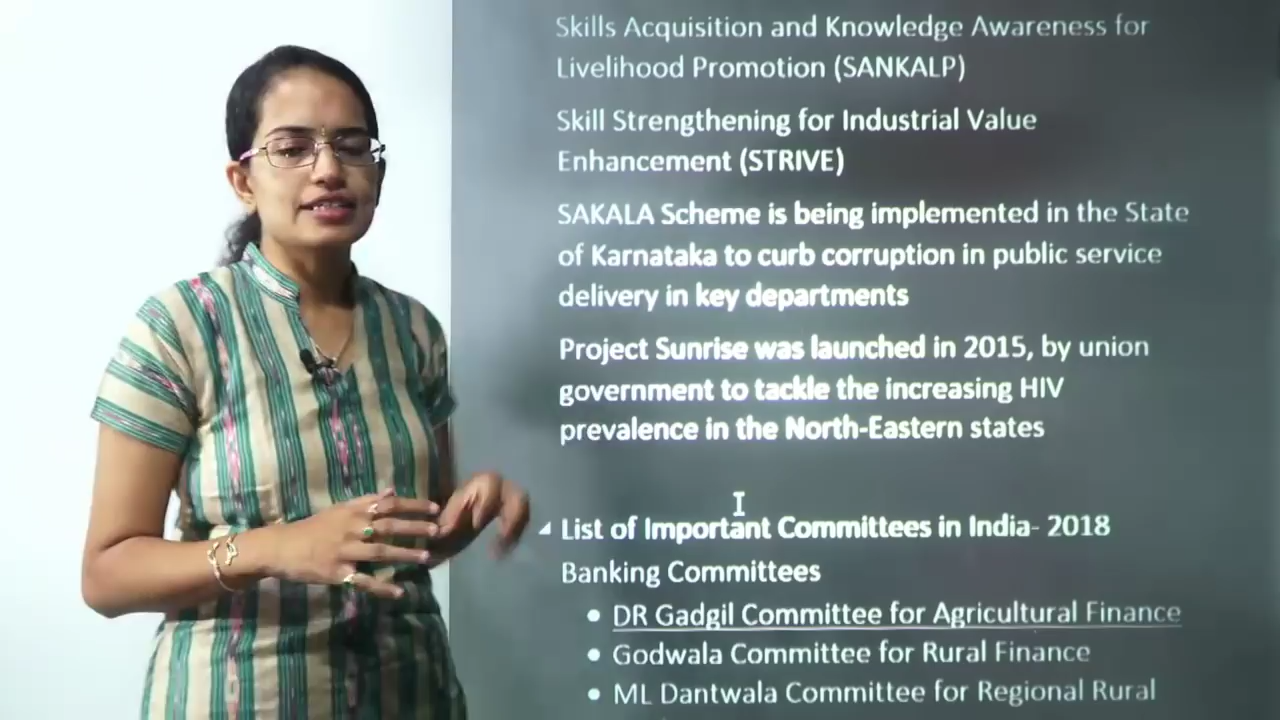 Skills Acquisition and Knowledge Awareness for
Livelihood Promotion (SANKALP)
Skill Strengthening for Industrial Value
Enhancement (STRIVE)
SAKALA Scheme is being implemented in the State
of Karnataka to curb corruption in public service
delivery in key departments
Project Sunrise was launched in 2015, by union
government to tackle the increasing HIV
prevalence in the North-Eastern states
List of Important Committees in India- 2018
Banking Committees
• DR Gadgil Committee for Agricultural Finance
• Godwala Committee for Rural Finance
• ML Dantwala Committee for Regional Rural